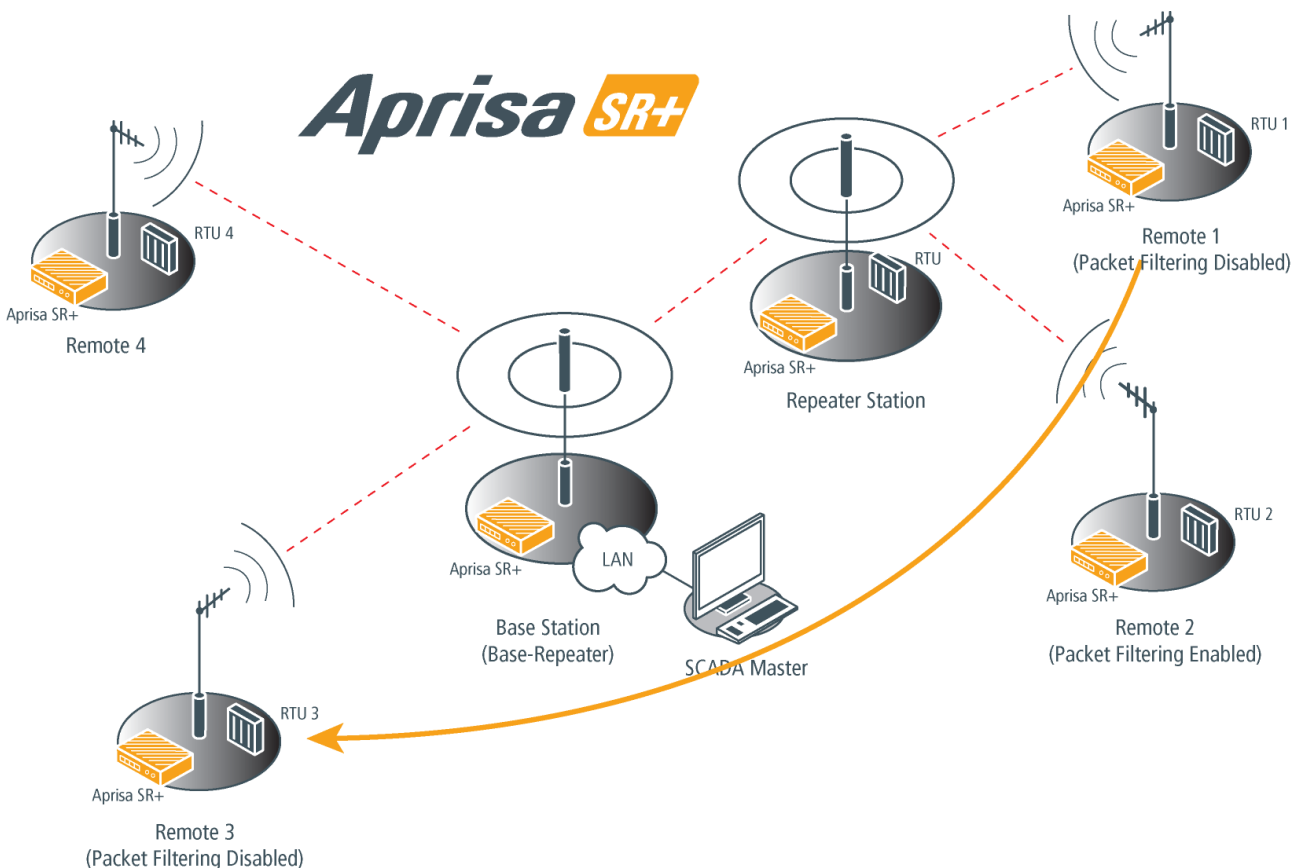 Aprisa SR+
RTU 1
Aprisa SR+
Remote 1
(Packet Filtering Disabled)
RTU 4
Aprisa SR+
Remote 4
RTU
Aprisa SR+
Repeater Station
RTU 2
Aprisa SR+
Remote 2
(Packet Filtering Enabled)
LAN
Aprisa SR+
Base Station
(Base-Repeater)
SCADA Master
RTU 3
Aprisa SR+
Remote 3
(Packet Filtering Disabled)